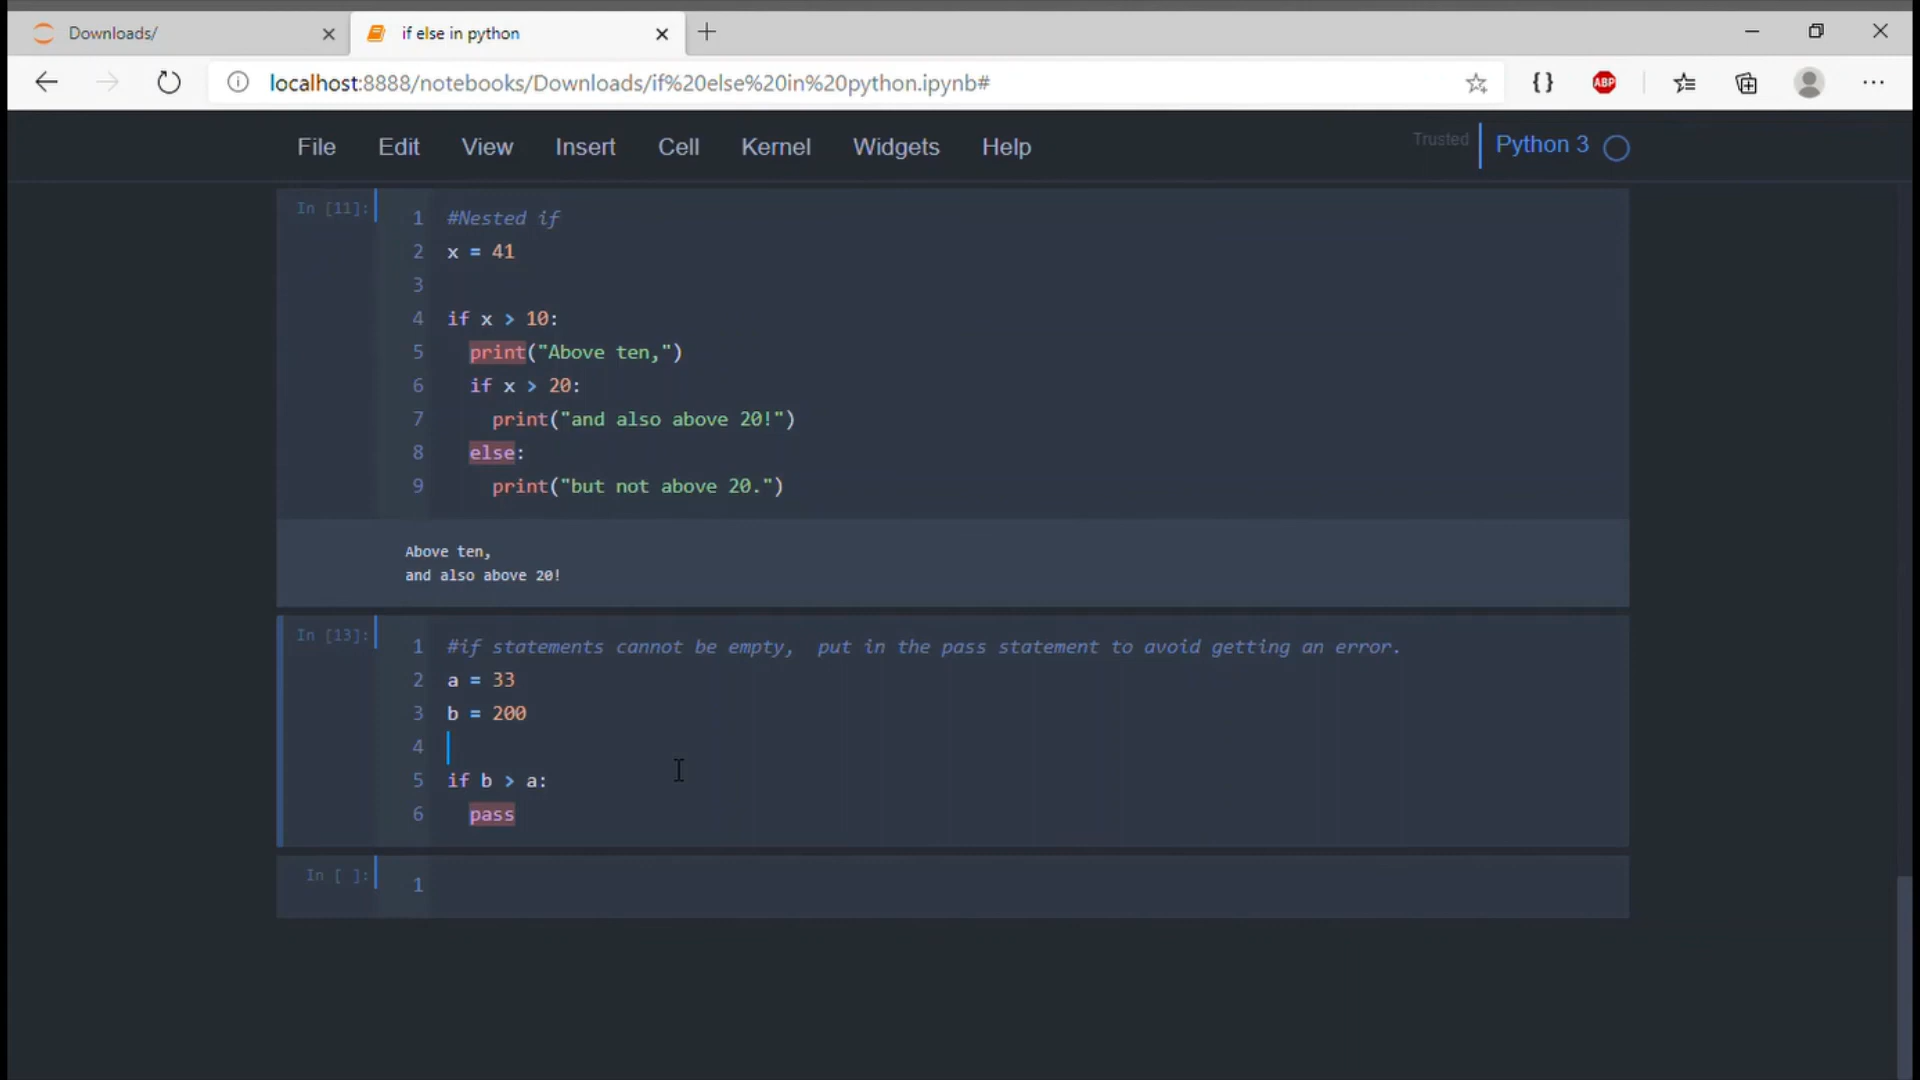 Downloads/
if else in python
localhost:8888/notebooks/Downloads/if%20else%20in%20python.ipynb#
ABP
File Edit View Insert Cell Kernel Widgets Help
Trusted
Python 3
In [11]:
1 #Nested if
2 x = 41
3
4 if x > 10:
5   print("Above ten,")
6   if x > 20:
7     print("and also above 20!")
8   else:
9     print("but not above 20.")
Above ten,
and also above 20!
In [13]:
1 #if statements cannot be empty,  put in the pass statement to avoid getting an error.
2 a = 33
3 b = 200
4
5 if b > a:
6   pass
In [ ]:
1